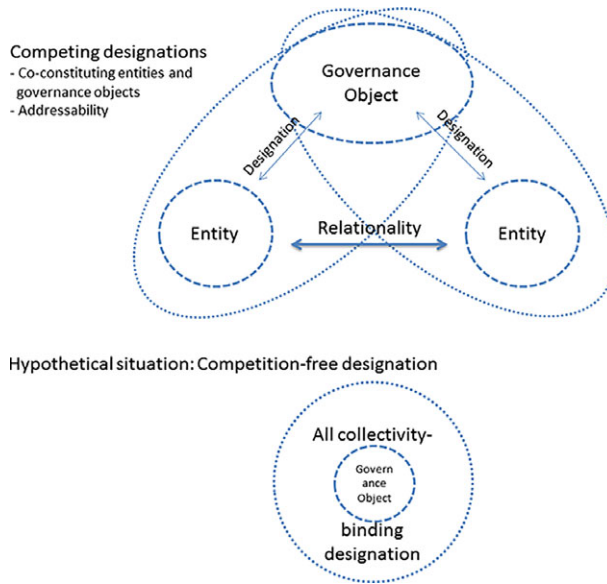 Competing designations
- Co-constituting entities and
governance objects
- Addressability
Governance
Object
Designation
Designation
Entity
Relationality
Entity
Hypothetical situation: Competition-free designation
All collectivity-
Govern
ance
Object
binding
designation